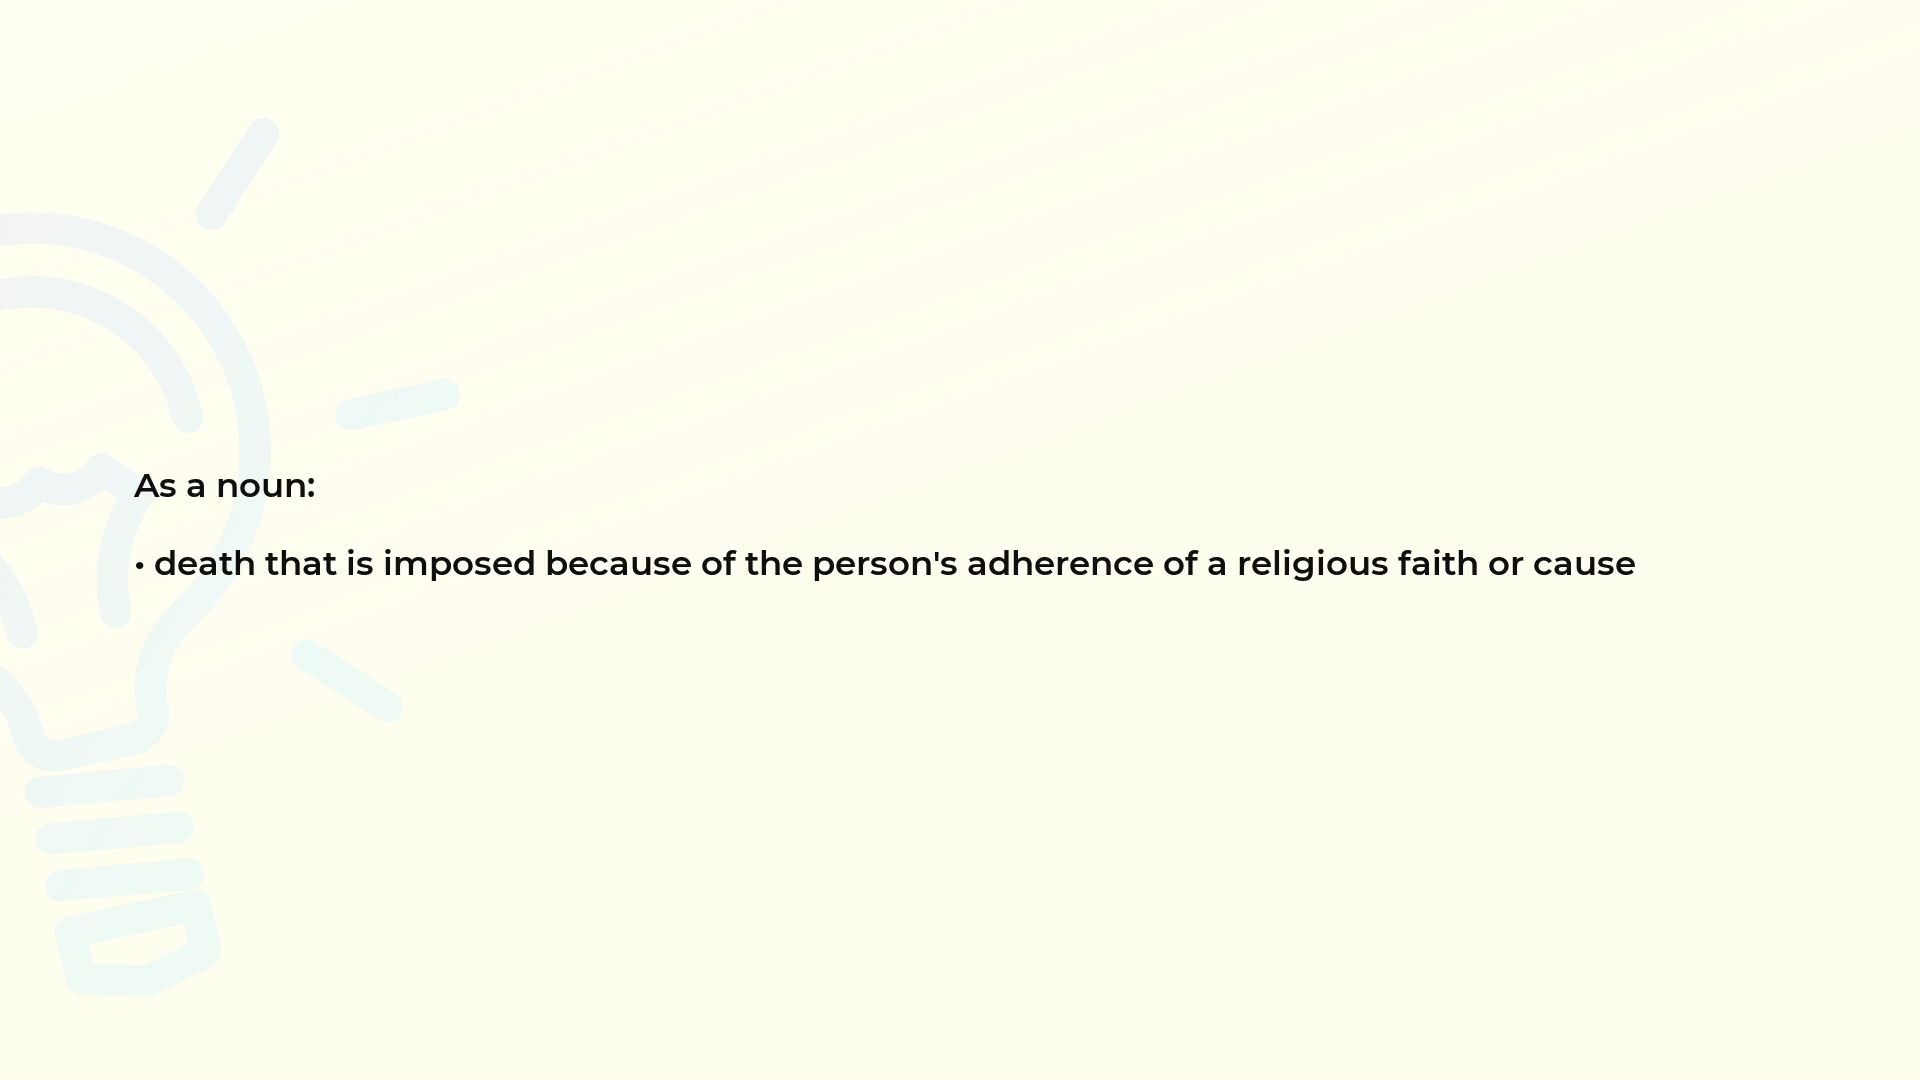 As a noun:
• death that is imposed because of the person's adherence of a religious faith or cause